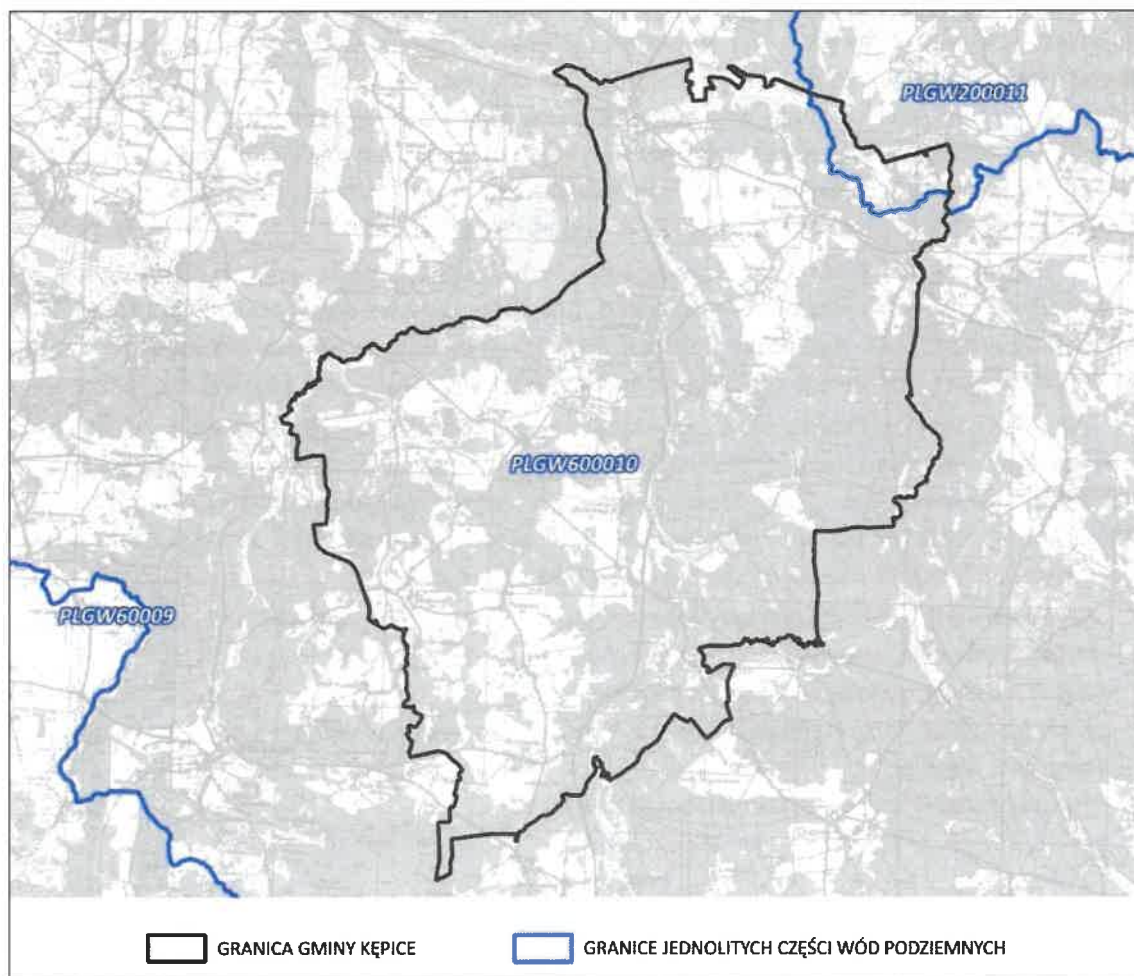 PLGW200011
PLGW600010
PLGW60009
GRANICA GMINY KĘPICE
GRANICE JEDNOLITYCH CZĘŚCI WÓD PODZIEMNYCH